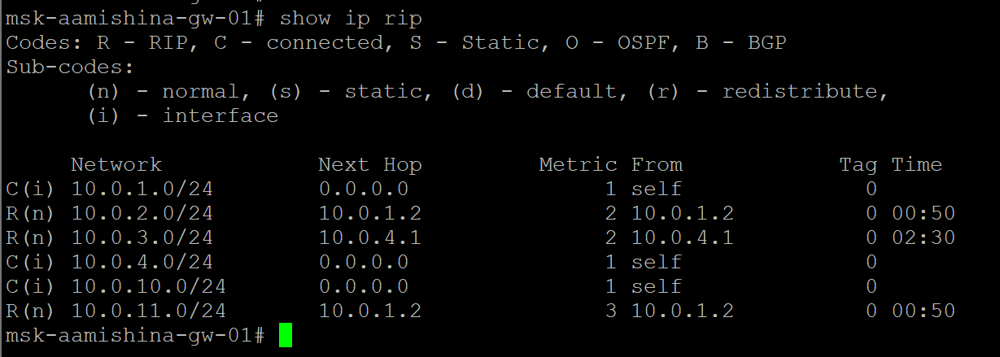 msk-aamishina-gw-01# show ip rip
Codes: R - RIP, C - connected, S - Static, O - OSPF, B - BGP
Sub-codes:
      (n) - normal, (s) - static, (d) - default, (r) - redistribute,
      (i) - interface

     Network            Next Hop         Metric From            Tag Time
C(i) 10.0.1.0/24        0.0.0.0               1 self              0
R(n) 10.0.2.0/24        10.0.1.2              2 10.0.1.2          0 00:50
R(n) 10.0.3.0/24        10.0.4.1              2 10.0.4.1          0 02:30
C(i) 10.0.4.0/24        0.0.0.0               1 self              0
C(i) 10.0.10.0/24       0.0.0.0               1 self              0
R(n) 10.0.11.0/24       10.0.1.2              3 10.0.1.2          0 00:50
msk-aamishina-gw-01#